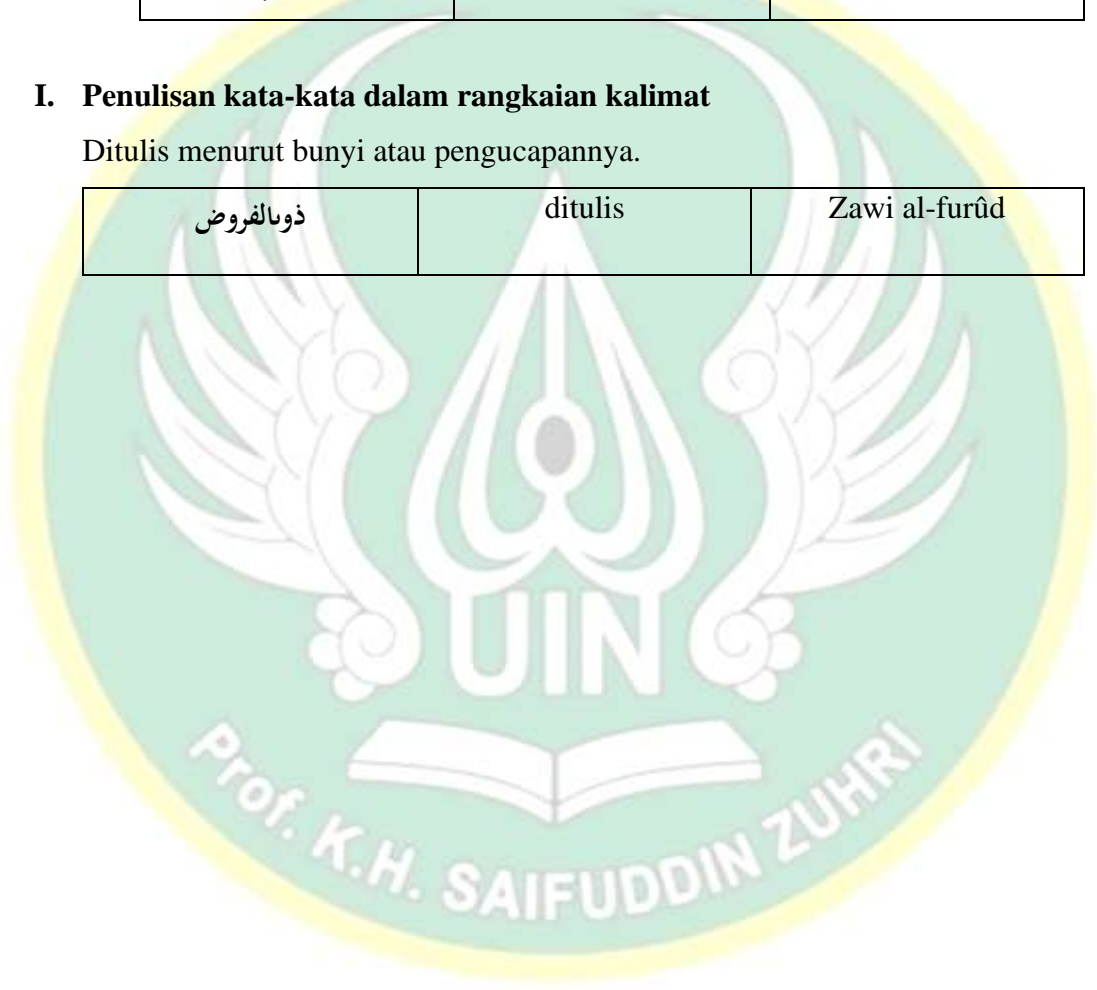 I. Penulisan kata-kata dalam rangkaian kalimat
Ditulis menurut bunyi atau pengucapannya.
ذوىالفروض ditulis Zawi al-furûd
UIN
Prof. K.H. SAIFUDDIN ZUHRI